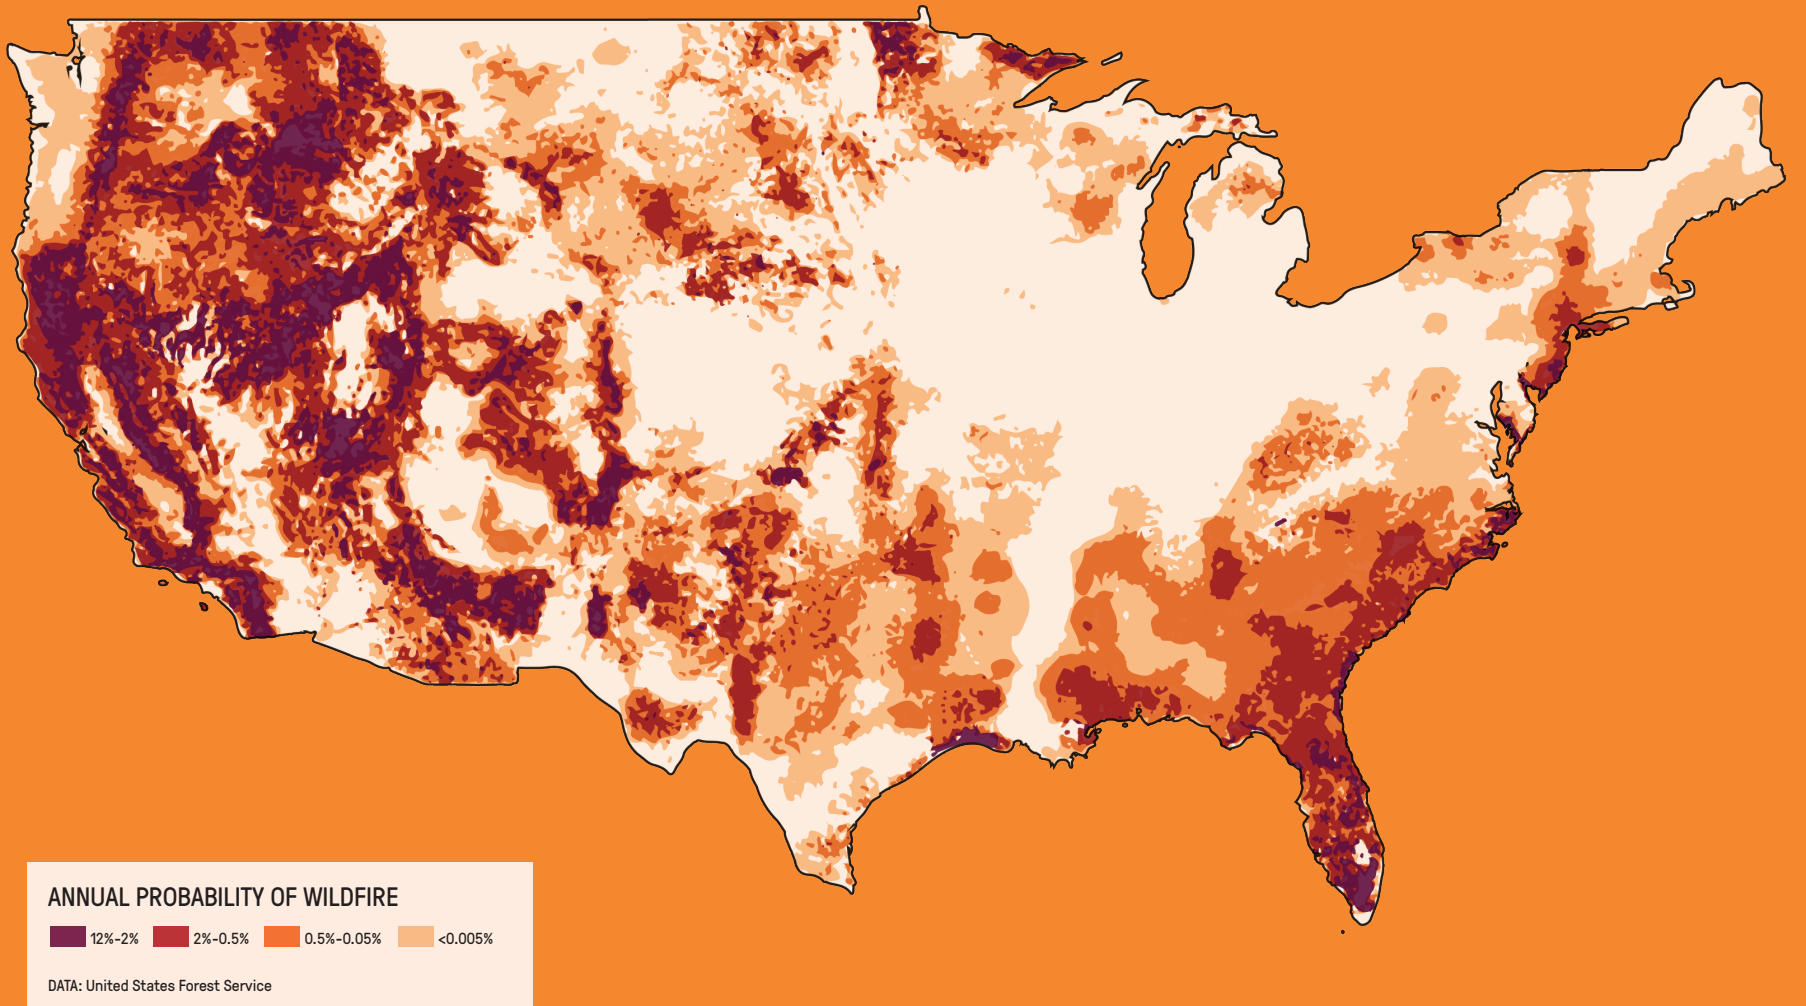 ANNUAL PROBABILITY OF WILDFIRE
12%-2% 2%-0.5% 0.5%-0.05% <0.005%
DATA: United States Forest Service